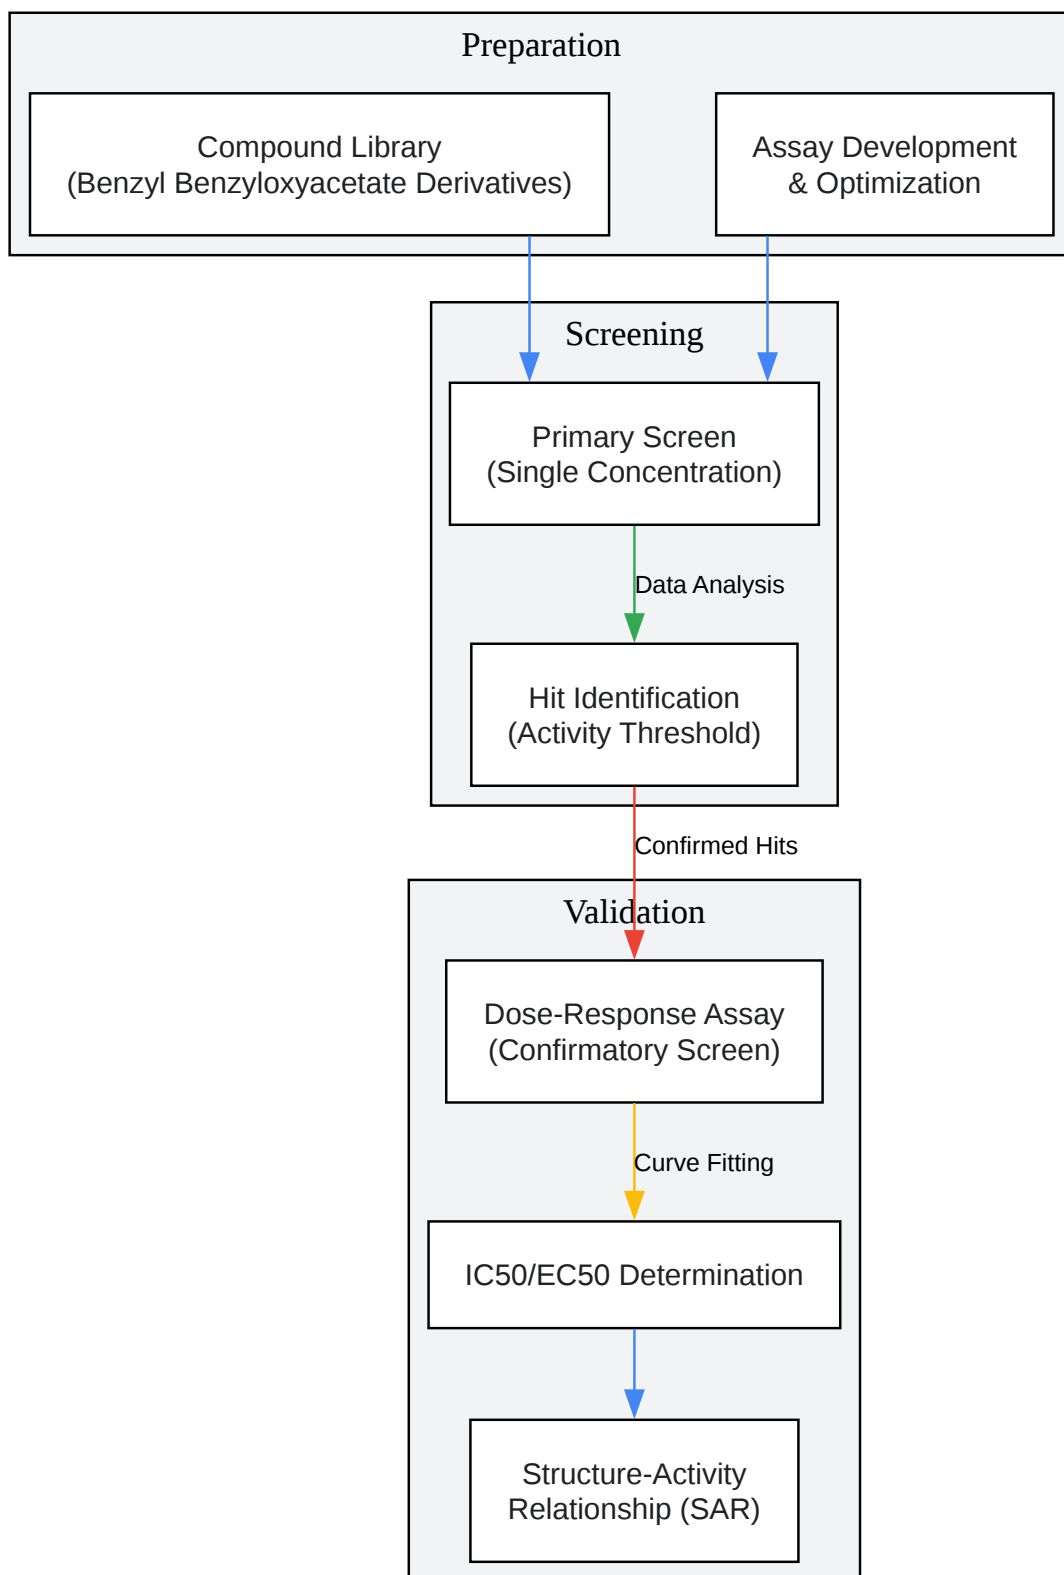 Preparation
Compound Library
(Benzyl Benzyloxyacetate Derivatives)
Assay Development
& Optimization
Screening
Primary Screen
(Single Concentration)
Data Analysis
Hit Identification
(Activity Threshold)
Confirmed Hits
Validation
Dose-Response Assay
(Confirmatory Screen)
Curve Fitting
IC50/EC50 Determination
Structure-Activity
Relationship (SAR)